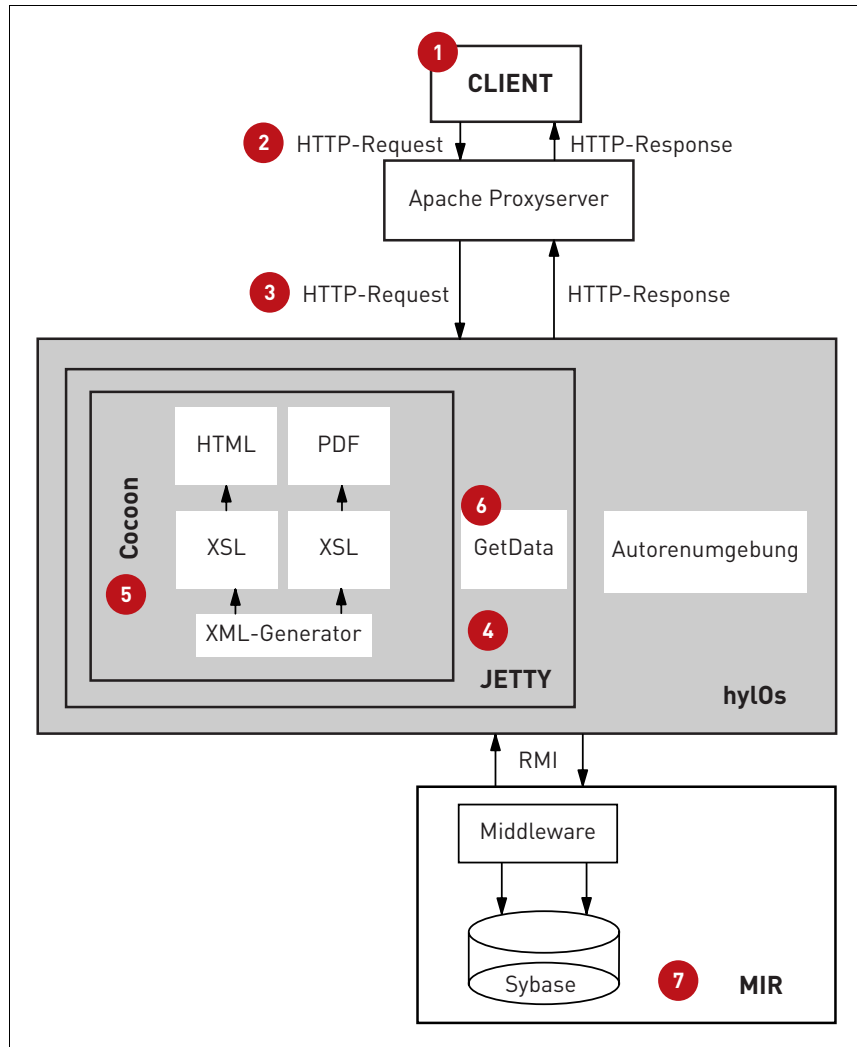 1
CLIENT
2
HTTP-Request
HTTP-Response
Apache Proxyserver
3
HTTP-Request
HTTP-Response
HTML
PDF
Cocoon
6
XSL
XSL
GetData
Autorenumgebung
5
XML-Generator
4
JETTY
hylOs
RMI
Middleware
Sybase
7
MIR